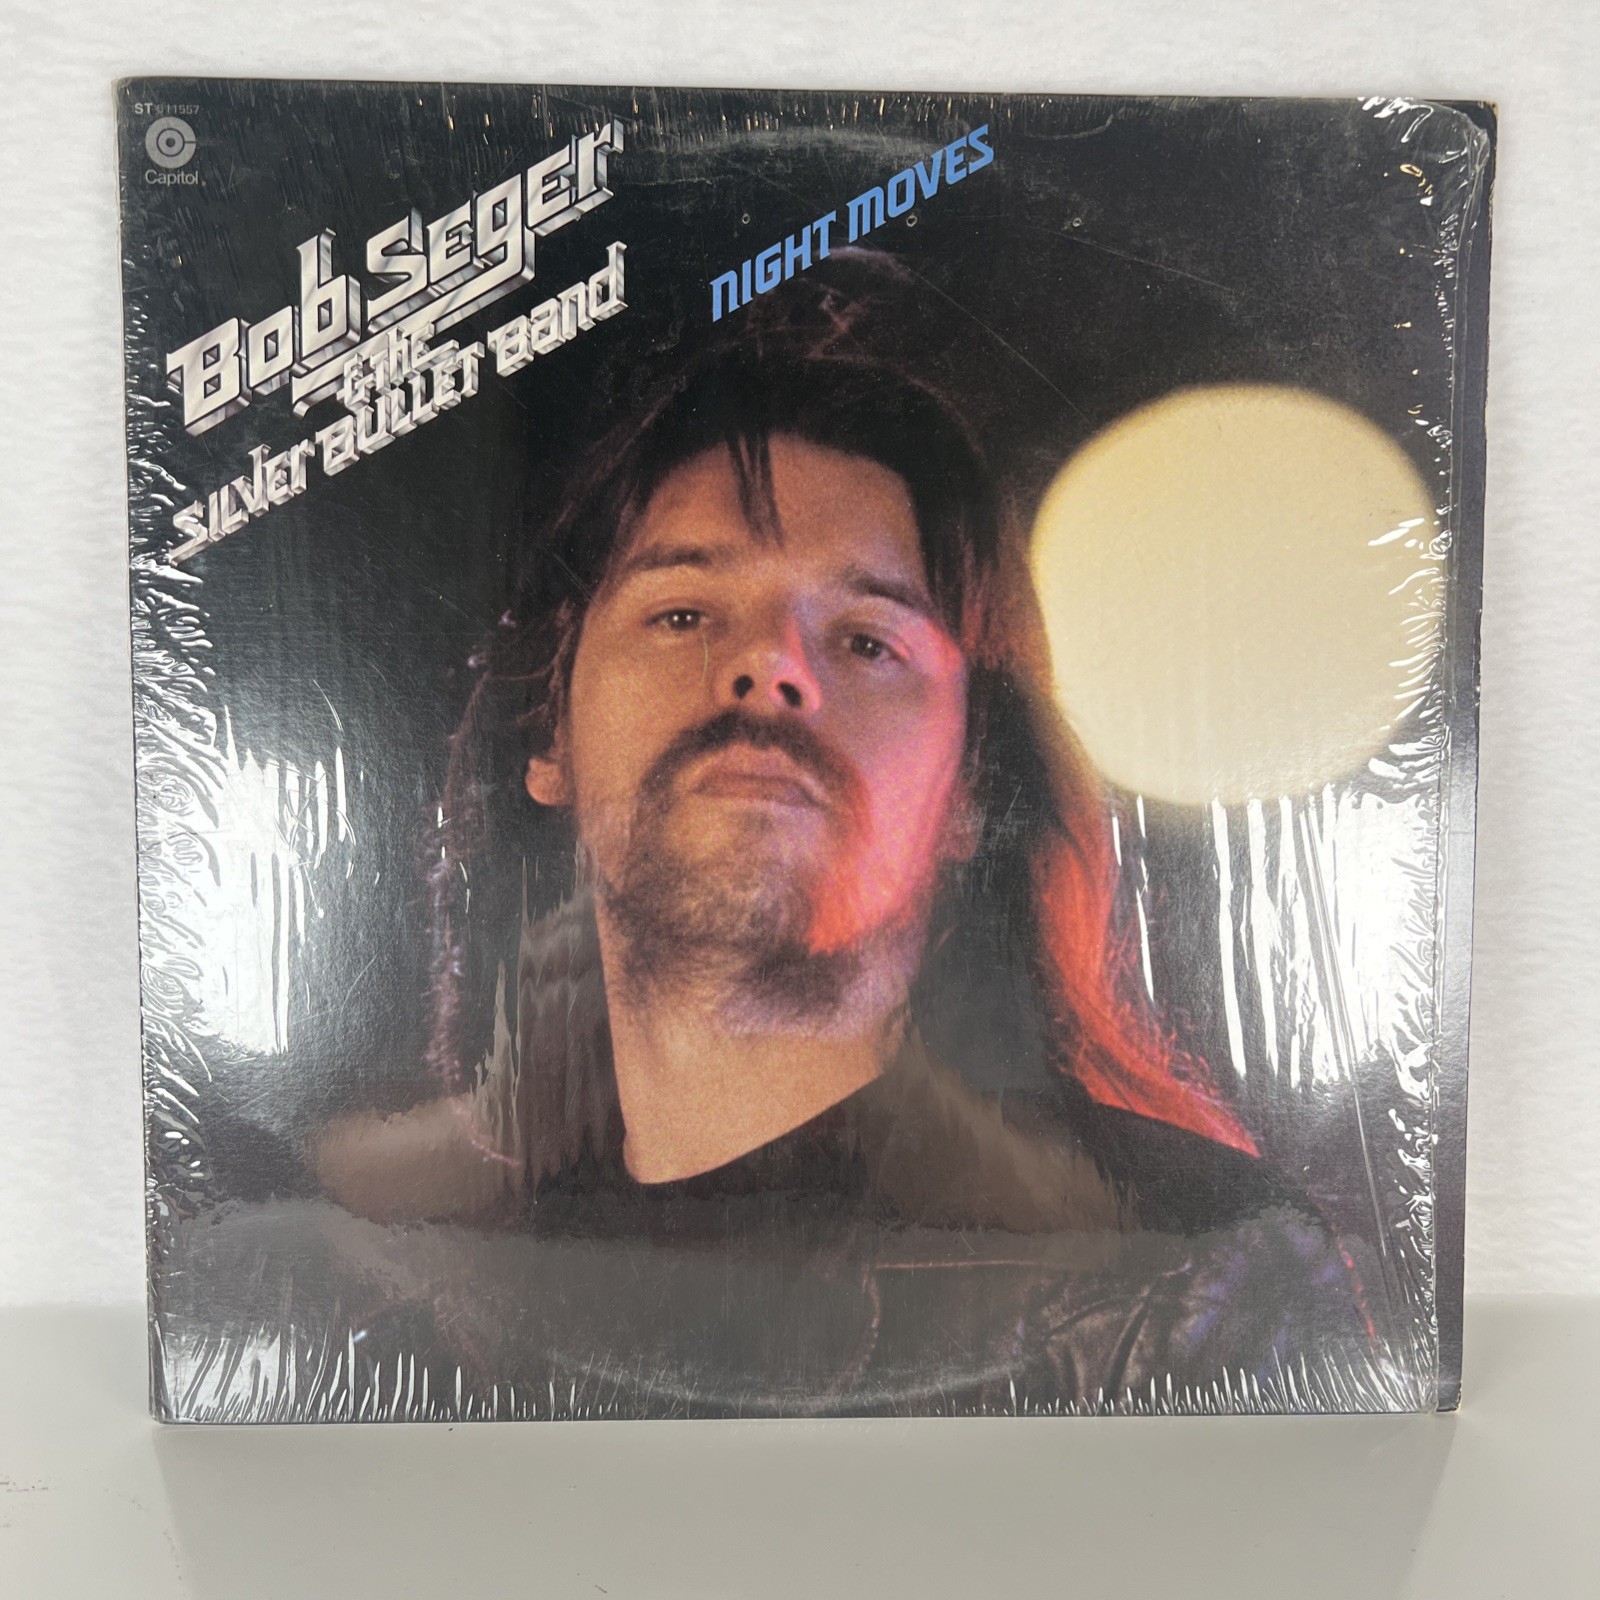 ST-11557
Capitol
Bob Seger
& THE
SILVER BULLET Band
NIGHT MOVES